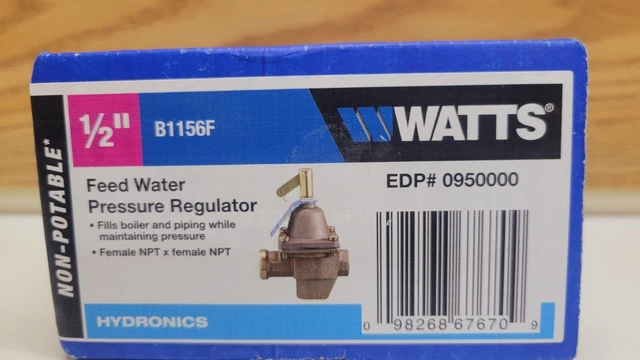 NON-POTABLE*
1/2"
B1156F
WATTS®
Feed Water
Pressure Regulator
• Fills boiler and piping while
maintaining pressure
• Female NPT x female NPT
EDP# 0950000
HYDRONICS
0 98268 67670 9